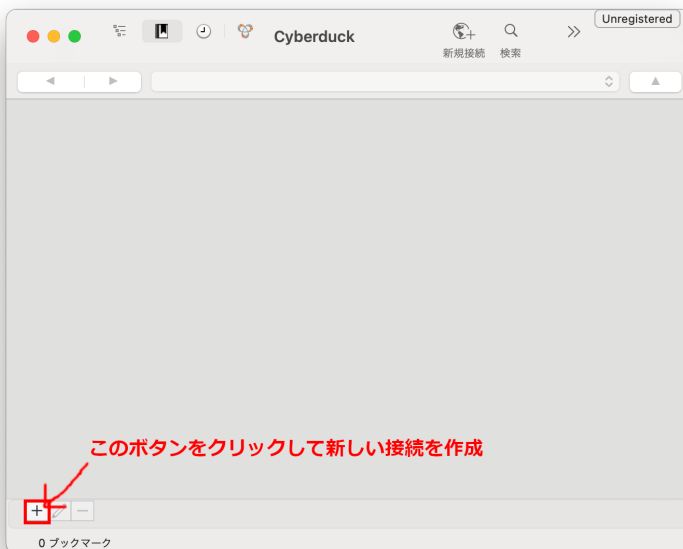 Unregistered
Cyberduck
新規接続
検索
このボタンをクリックして新しい接続を作成
0 ブックマーク